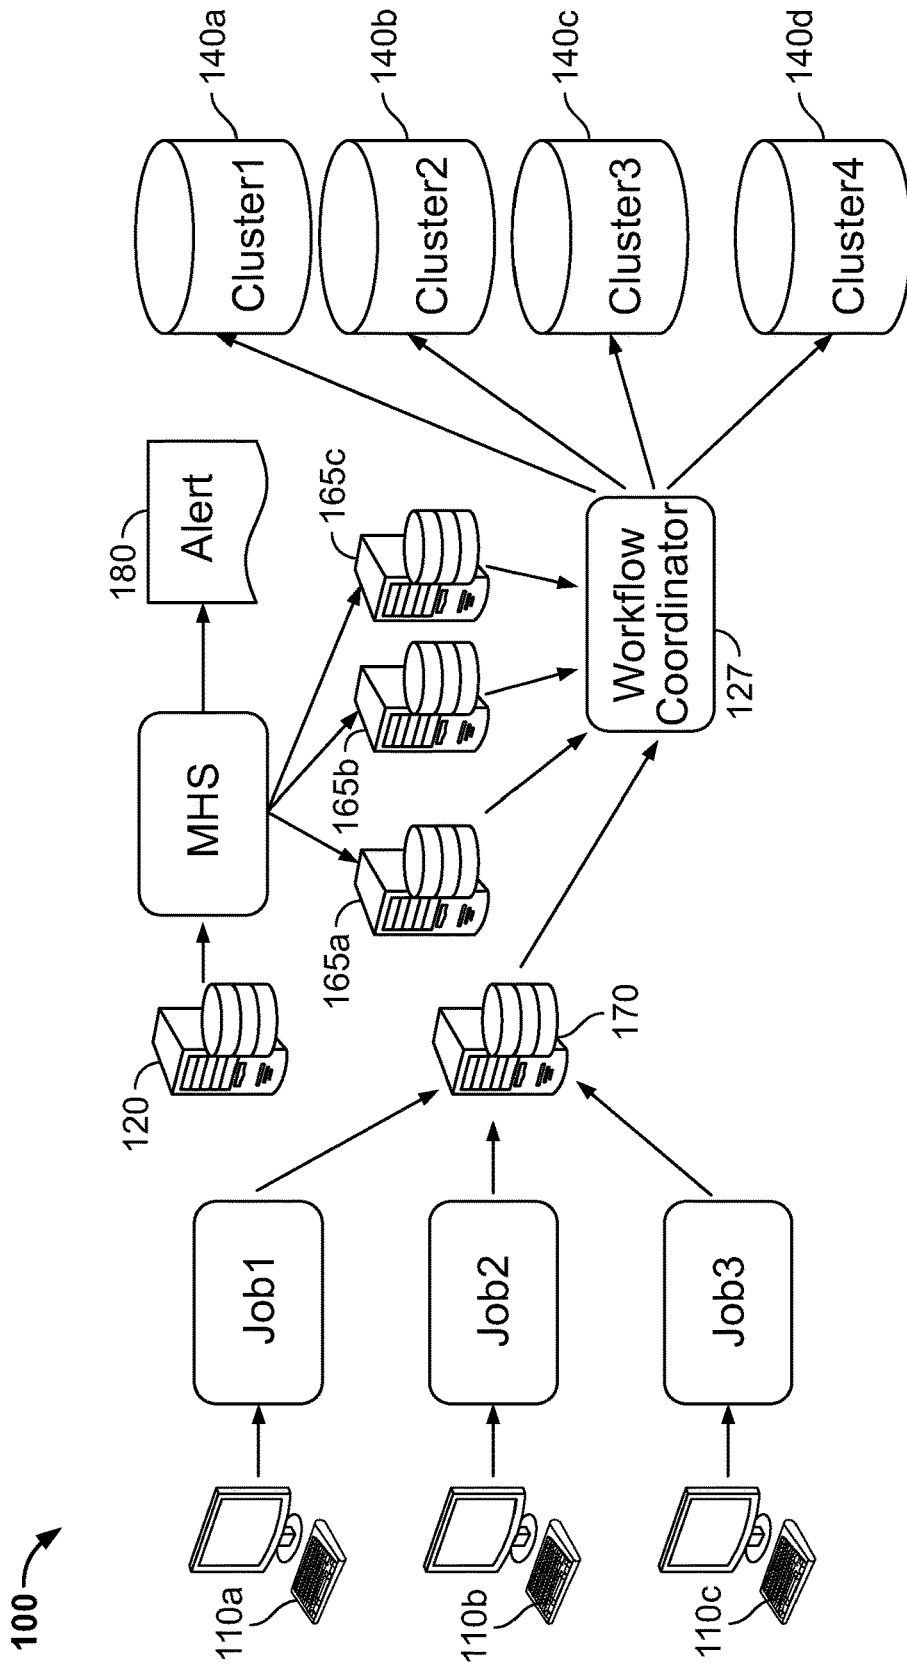 100
110a
110b
110c
Job1
Job2
Job3
120
170
MHS
180
Alert
165a
165b
165c
Workflow
Coordinator
127
Cluster1
140a
Cluster2
140b
Cluster3
140c
Cluster4
140d